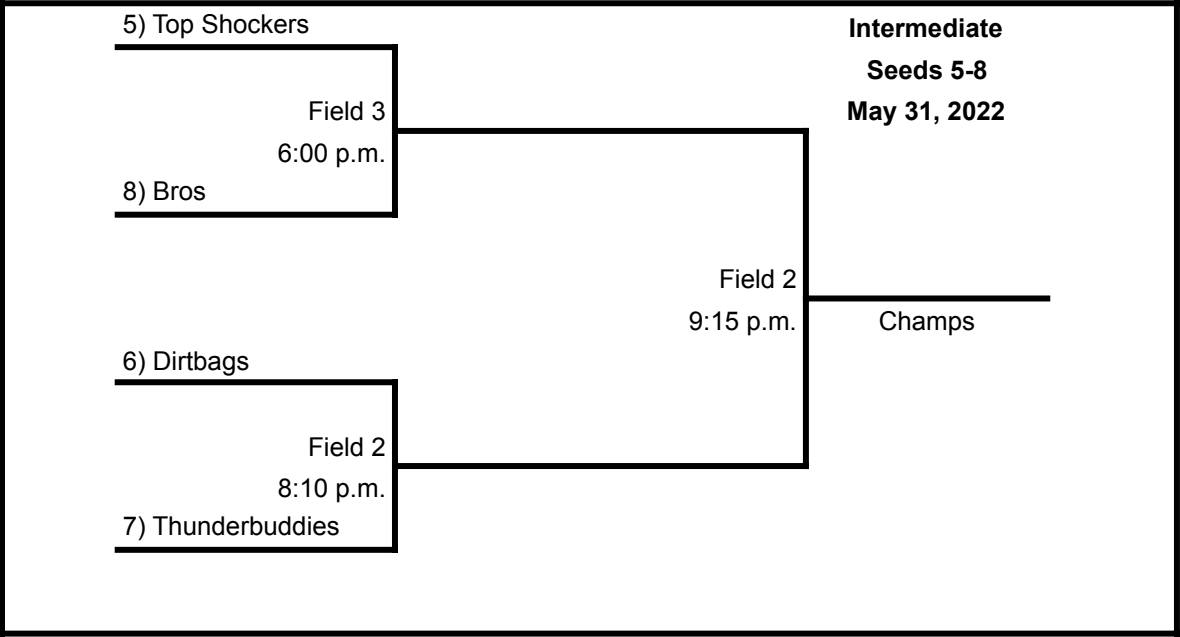 5) Top Shockers
Intermediate
Seeds 5-8
May 31, 2022
Field 3
6:00 p.m.
8) Bros
Field 2
9:15 p.m.
Champs
6) Dirtbags
Field 2
8:10 p.m.
7) Thunderbuddies